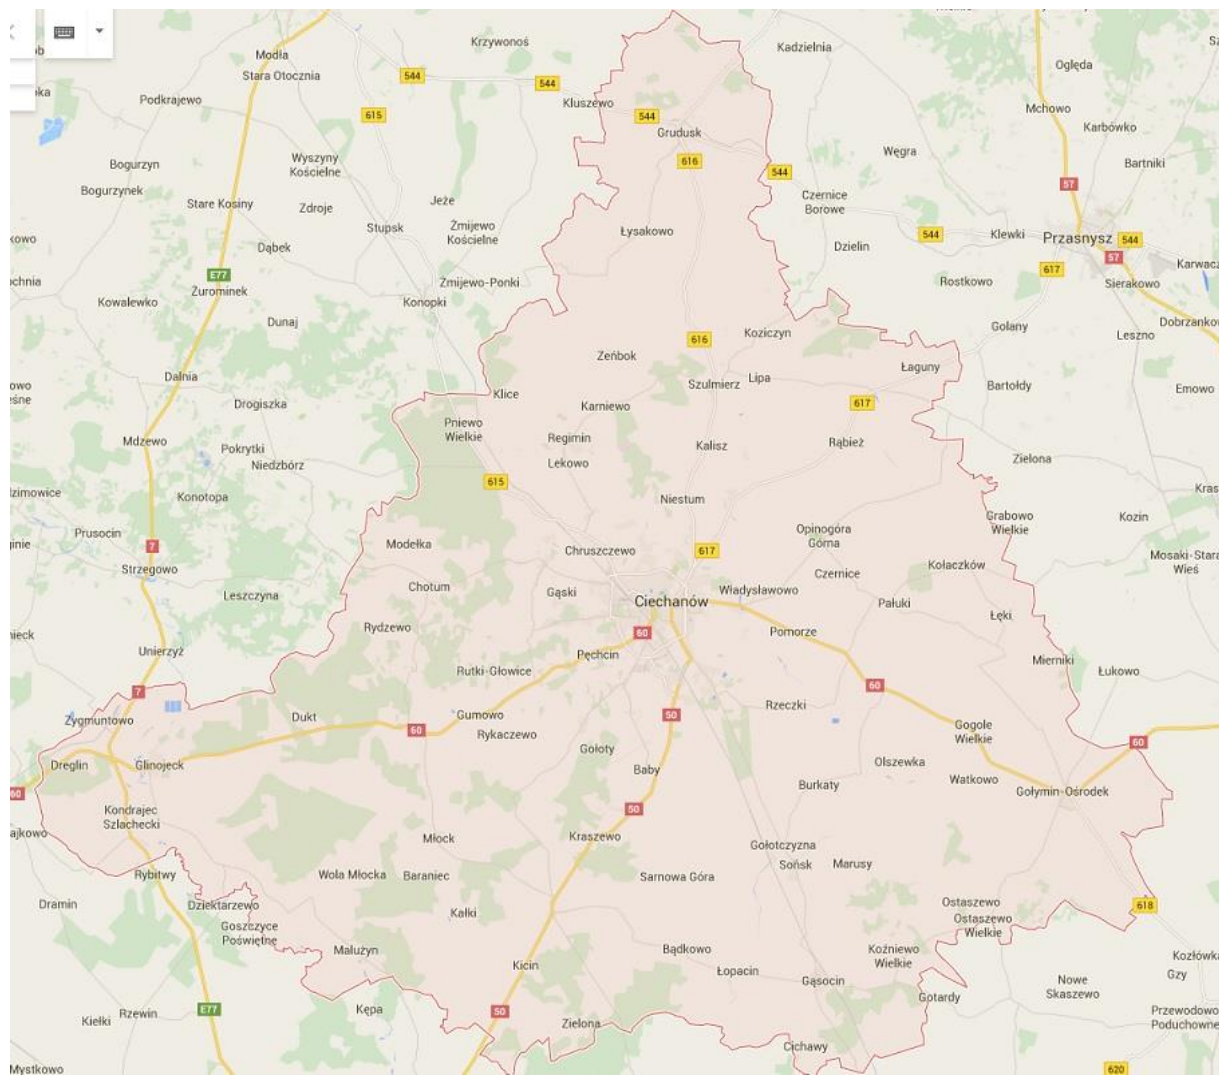 Krzywonoś
Kadzielnia
Modła
Stara Otocznia
544
544
Oględa
Podkrajewo
615
Kluszewo
544
Mchowo
Grudusk
Karbówko
Bogurzyn
Wyszyny
Kościelne
616
544
Węgra
Bartniki
Bogurzynek
57
Stare Kosiny
Zdroje
Jeże
Czernice
Borowe
Stupsk
Żmijewo
Kościelne
Łysakowo
544
Klewki
Przasnysz
544
Dąbek
Dzielin
57
E77
617
Karwacz
Żurominek
Żmijewo-Ponki
Rostkowo
Sierakowo
Kowalewko
Konopki
Dunaj
Golany
Dobrzankow
616
Koziczyn
Leszno
Zeńbok
Łaguny
Dalnia
Szulmierz
Lipa
Bartołdy
Emowo
Klice
Drogiszka
Karniewo
617
Pniewo
Wielkie
Regimin
Kalisz
Rąbież
Mdzewo
Pokrytki
Niedzbórz
Lekowo
Zielona
615
Konotopa
Niestum
Kras
Grabowo
Wielkie
Kozin
Prusocin
Opinogóra
Górna
7
Modełka
Chruszczewo
617
Mosaki-Stara
Wieś
Strzegowo
Kołaczków
Czernice
Leszczyna
Chotum
Gąski
Władysławowo
Ciechanów
Pałuki
Łęki
Rydzewo
60
Pomorze
Unierzyż
Pęchcin
Mierniki
Rutki-Głowice
Łukowo
7
60
Zygmuntowo
Dukt
Gumowo
50
Rzeczki
60
Rykaczewo
Gogole
Wielkie
60
Gołoty
Dreglin
Glinojeck
Baby
Olszewka
Watkowo
60
Burkaty
Gołymin-Ośrodek
Kondrajec
Szlachecki
50
Młock
Kraszewo
Gołotczyzna
Sońsk
Marusy
Rybitwy
Wola Młocka
Baraniec
Sarnowa Góra
Dramin
Dziektarzewo
Kałki
Ostaszewo
618
Ostaszewo
Wielkie
Goszczyce
Poświętne
Malużyn
Bądkowo
Koźniewo
Wielkie
Kicin
Łopacin
Gąsocin
Kozłówka
Gzy
Nowe
Skaszewo
Gotardy
E77
Kępa
50
Rzewin
Kiełki
Zielona
Przewodowo
Poduchowne
Cichawy
620
Mystkowo